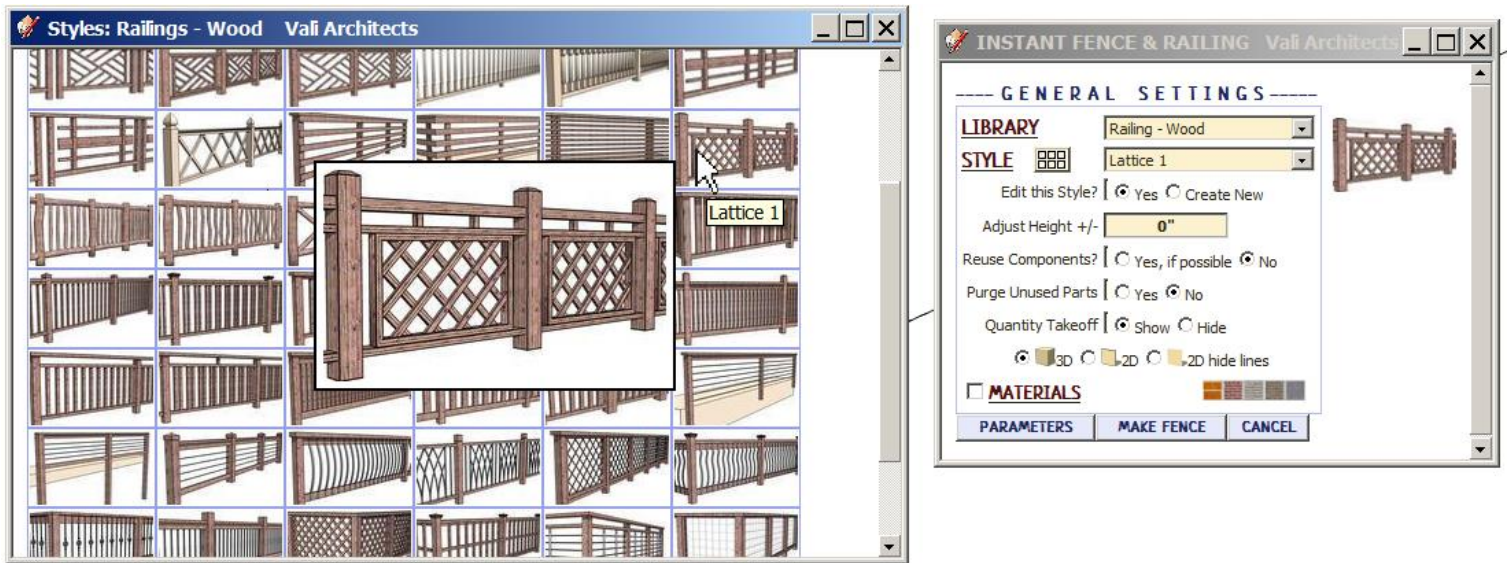 Styles: Railings - Wood Vali Architects
Lattice 1
INSTANT FENCE & RAILING Vali Architects
---- GENERAL SETTINGS-----
LIBRARY Railing - Wood
STYLE Lattice 1
Edit this Style? Yes Create New
Adjust Height +/- 0"
Reuse Components? Yes, if possible No
Purge Unused Parts Yes No
Quantity Takeoff Show Hide
3D 2D 2D hide lines
MATERIALS
PARAMETERS MAKE FENCE CANCEL